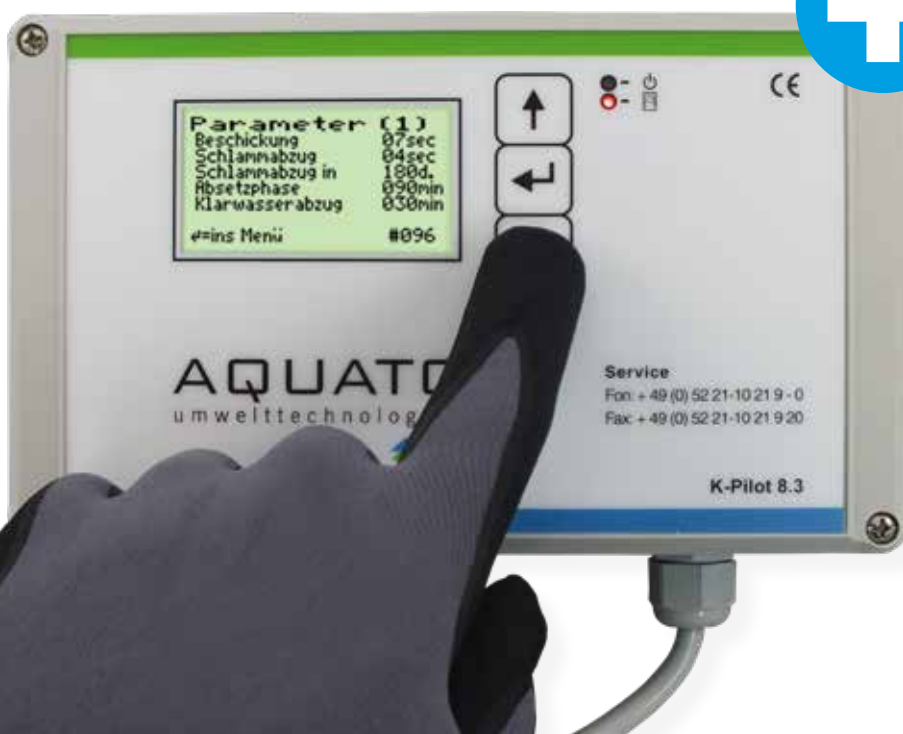 Parameter (1)
Beschickung 07sec
Schlammabzug 04sec
Schlammabzug in 180d.
Absetzphase 090min
Klarwasserabzug 030min
↵=ins Menü #096
CE
Service
Fon: + 49 (0) 52 21-10 21 9 - 0
Fax: + 49 (0) 52 21-10 21 9 20
K-Pilot 8.3